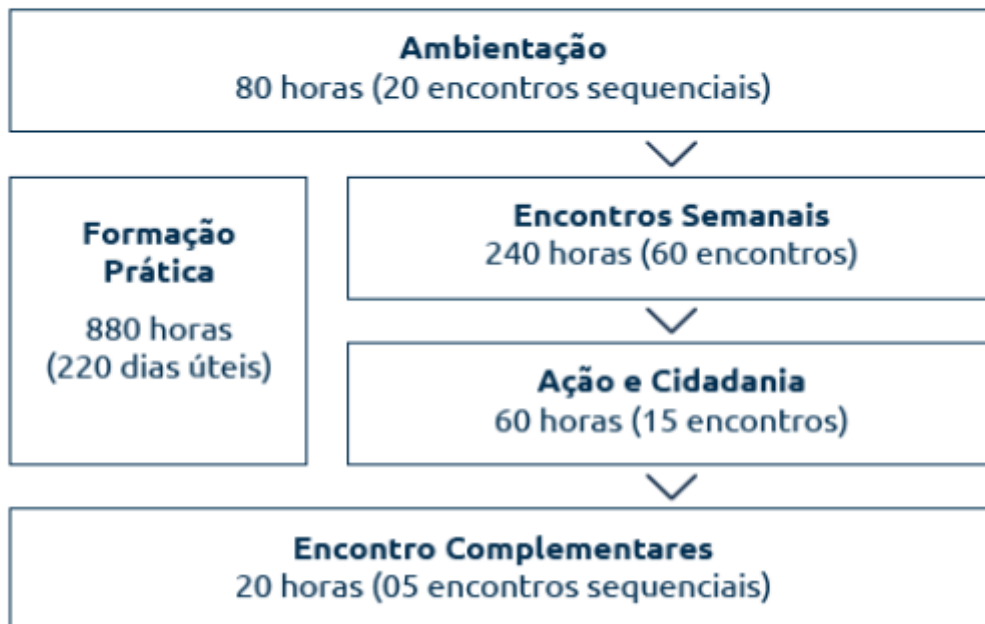 Ambientação
80 horas (20 encontros sequenciais)
Formação
Prática
880 horas
(220 dias úteis)
Encontros Semanais
240 horas (60 encontros)
Ação e Cidadania
60 horas (15 encontros)
Encontro Complementares
20 horas (05 encontros sequenciais)